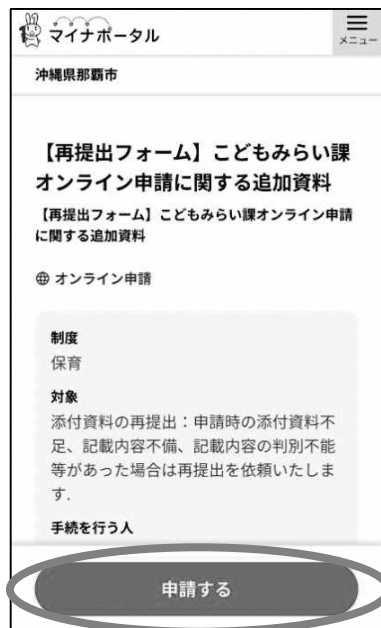 マイナポータル
メニュー
沖縄県那覇市
【再提出フォーム】こどもみらい課
オンライン申請に関する追加資料
【再提出フォーム】こどもみらい課オンライン申請
に関する追加資料
オンライン申請
制度
保育
対象
添付資料の再提出：申請時の添付資料不
足、記載内容不備、記載内容の判別不能
等があった場合は再提出を依頼いたしま
す.
手続を行う人
申請する